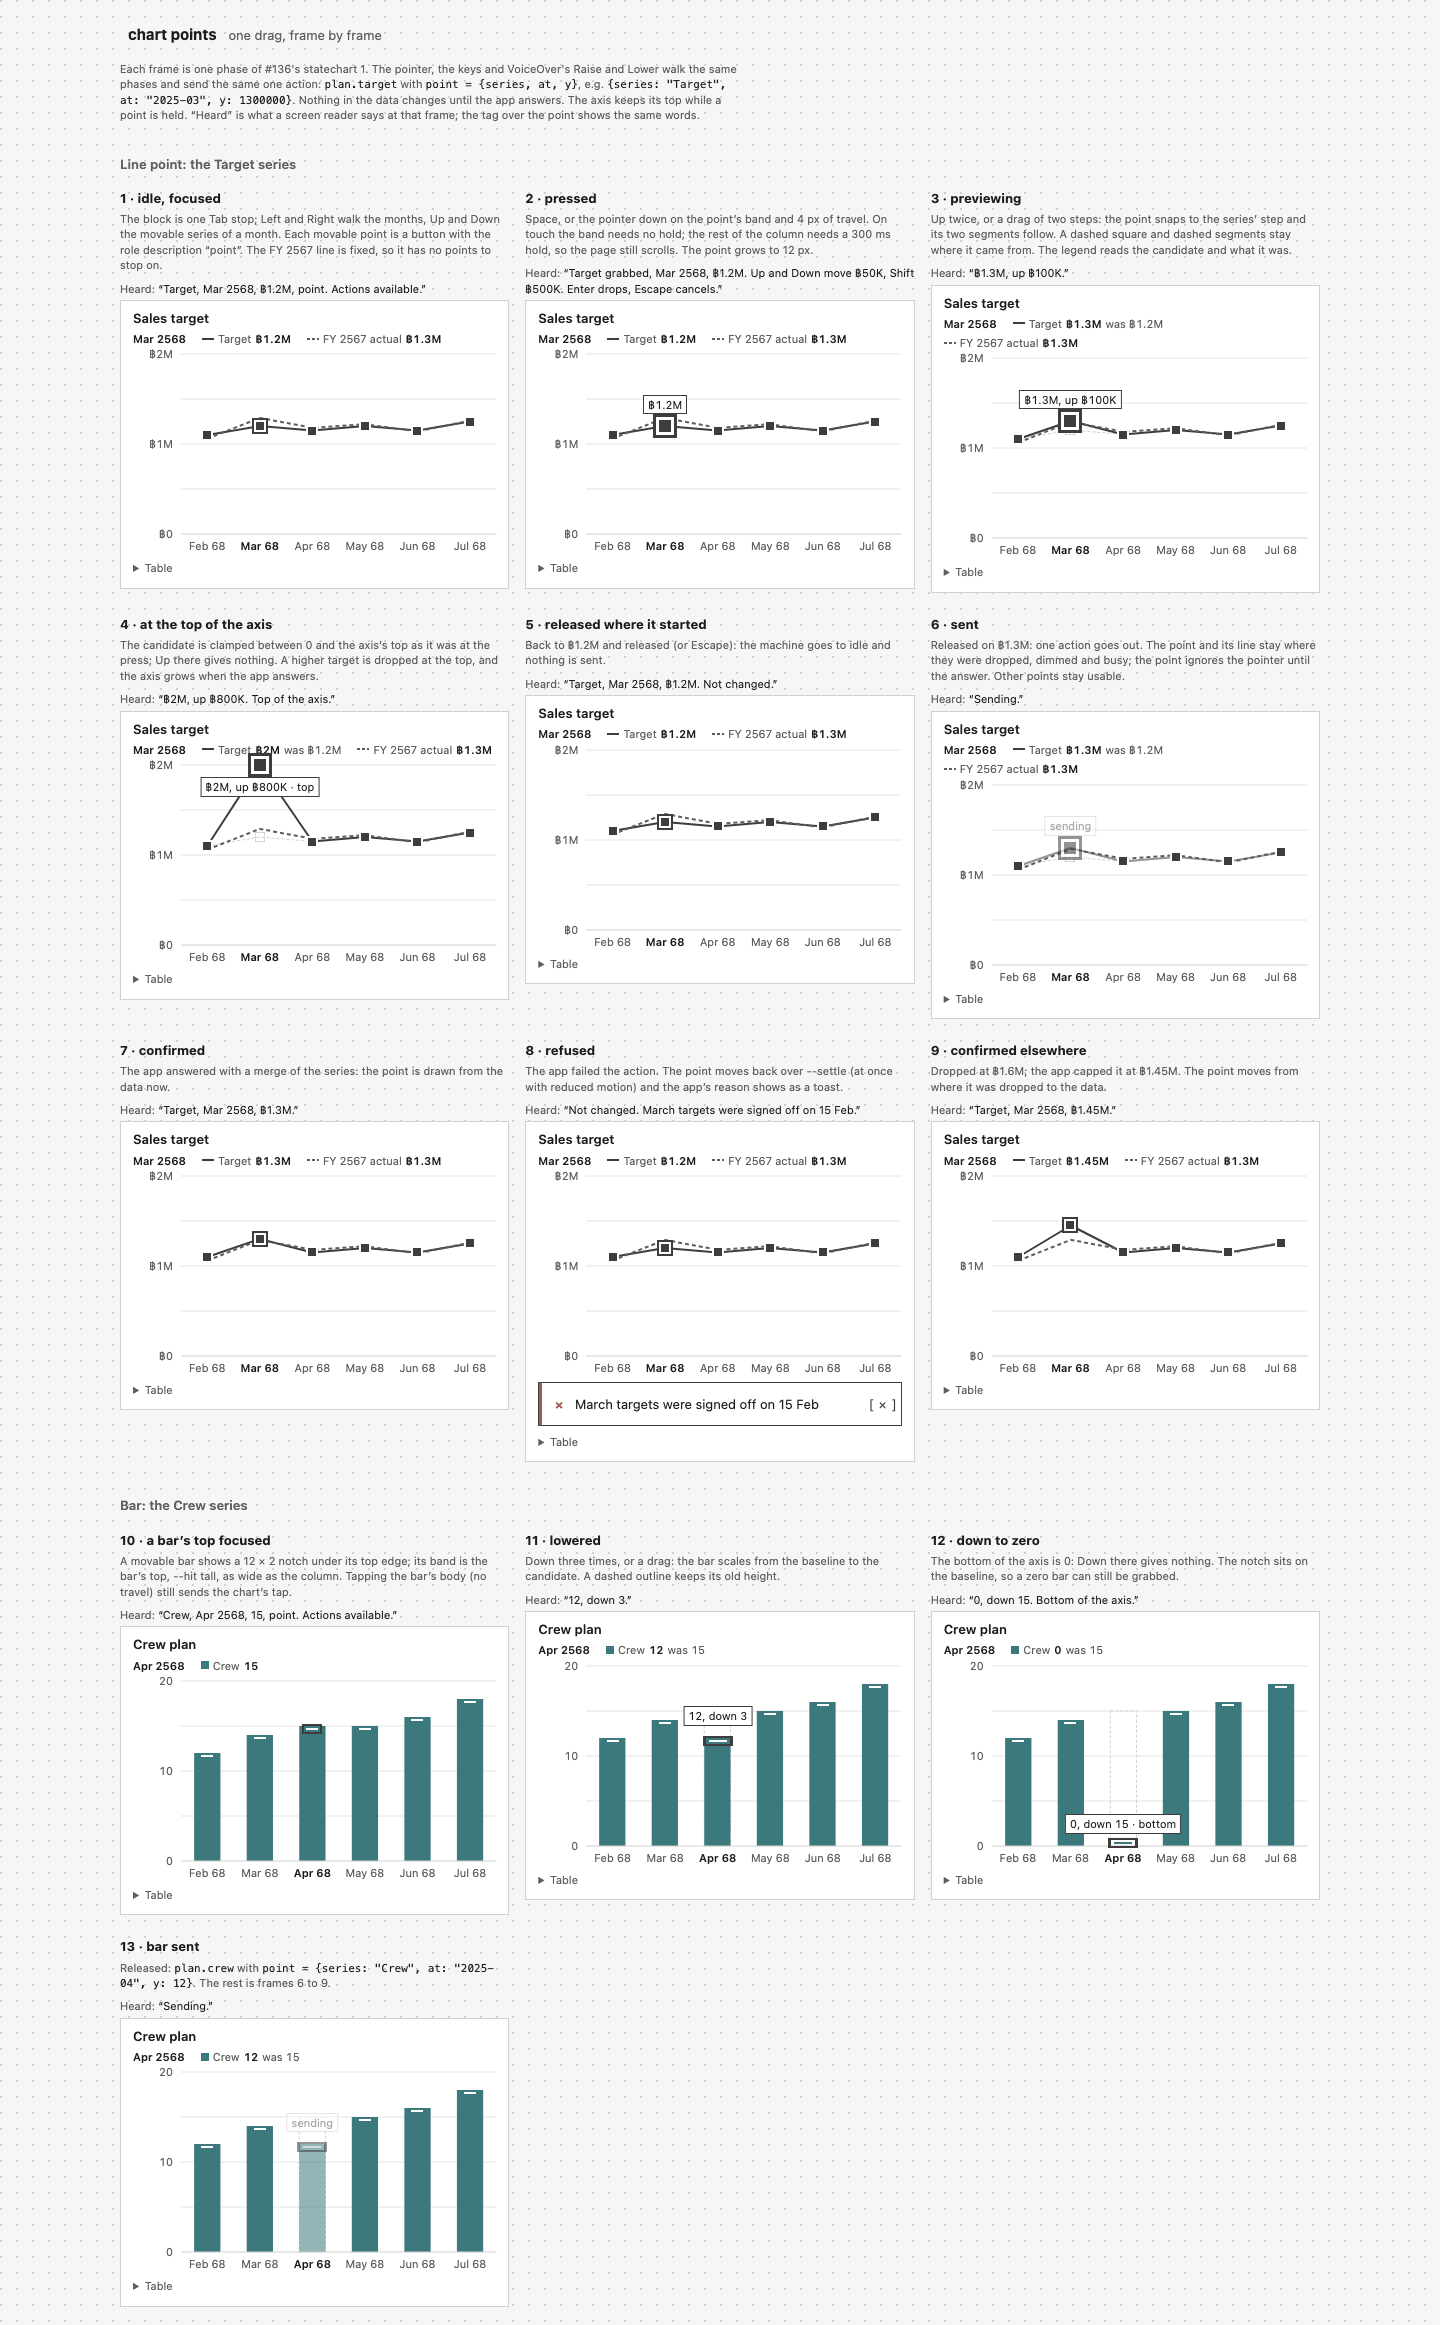 chart points one drag, frame by frame
Each frame is one phase of #136's statechart 1. The pointer, the keys and VoiceOver's Raise and Lower walk the same
phases and send the same one action: plan.target with point = {series, at, y}, e.g. {series: "Target",
at: "2025-03", y: 1300000}. Nothing in the data changes until the app answers. The axis keeps its top while a
point is held. “Heard” is what a screen reader says at that frame; the tag over the point shows the same words.
Line point: the Target series
1 · idle, focused
The block is one Tab stop; Left and Right walk the months, Up and Down
the movable series of a month. Each movable point is a button with the
role description “point”. The FY 2567 line is fixed, so it has no points to
stop on.
Heard: “Target, Mar 2568, ฿1.2M, point. Actions available.”
Sales target
Mar 2568 Target ฿1.2M FY 2567 actual ฿1.3M
฿2M
฿1M
฿0
Feb 68 Mar 68 Apr 68 May 68 Jun 68 Jul 68
▶ Table
2 · pressed
Space, or the pointer down on the point’s band and 4 px of travel. On
touch the band needs no hold; the rest of the column needs a 300 ms
hold, so the page still scrolls. The point grows to 12 px.
Heard: “Target grabbed, Mar 2568, ฿1.2M. Up and Down move ฿50K, Shift
฿500K. Enter drops, Escape cancels.”
Sales target
Mar 2568 Target ฿1.2M FY 2567 actual ฿1.3M
฿2M
฿1.2M
฿1M
฿0
Feb 68 Mar 68 Apr 68 May 68 Jun 68 Jul 68
▶ Table
3 · previewing
Up twice, or a drag of two steps: the point snaps to the series’ step and
its two segments follow. A dashed square and dashed segments stay
where it came from. The legend reads the candidate and what it was.
Heard: “฿1.3M, up ฿100K.”
Sales target
Mar 2568 Target ฿1.3M was ฿1.2M
FY 2567 actual ฿1.3M
฿2M
฿1.3M, up ฿100K
฿1M
฿0
Feb 68 Mar 68 Apr 68 May 68 Jun 68 Jul 68
▶ Table
4 · at the top of the axis
The candidate is clamped between 0 and the axis’s top as it was at the
press; Up there gives nothing. A higher target is dropped at the top, and
the axis grows when the app answers.
Heard: “฿2M, up ฿800K. Top of the axis.”
Sales target
Mar 2568 Target ฿2M was ฿1.2M FY 2567 actual ฿1.3M
฿2M
฿2M, up ฿800K · top
฿1M
฿0
Feb 68 Mar 68 Apr 68 May 68 Jun 68 Jul 68
▶ Table
5 · released where it started
Back to ฿1.2M and released (or Escape): the machine goes to idle and
nothing is sent.
Heard: “Target, Mar 2568, ฿1.2M. Not changed.”
Sales target
Mar 2568 Target ฿1.2M FY 2567 actual ฿1.3M
฿2M
฿1M
฿0
Feb 68 Mar 68 Apr 68 May 68 Jun 68 Jul 68
▶ Table
6 · sent
Released on ฿1.3M: one action goes out. The point and its line stay where
they were dropped, dimmed and busy; the point ignores the pointer until
the answer. Other points stay usable.
Heard: “Sending.”
Sales target
Mar 2568 Target ฿1.3M was ฿1.2M
FY 2567 actual ฿1.3M
฿2M
sending
฿1M
฿0
Feb 68 Mar 68 Apr 68 May 68 Jun 68 Jul 68
▶ Table
7 · confirmed
The app answered with a merge of the series: the point is drawn from the
data now.
Heard: “Target, Mar 2568, ฿1.3M.”
Sales target
Mar 2568 Target ฿1.3M FY 2567 actual ฿1.3M
฿2M
฿1M
฿0
Feb 68 Mar 68 Apr 68 May 68 Jun 68 Jul 68
▶ Table
8 · refused
The app failed the action. The point moves back over --settle (at once
with reduced motion) and the app’s reason shows as a toast.
Heard: “Not changed. March targets were signed off on 15 Feb.”
Sales target
Mar 2568 Target ฿1.2M FY 2567 actual ฿1.3M
฿2M
฿1M
฿0
Feb 68 Mar 68 Apr 68 May 68 Jun 68 Jul 68
× March targets were signed off on 15 Feb [ × ]
▶ Table
9 · confirmed elsewhere
Dropped at ฿1.6M; the app capped it at ฿1.45M. The point moves from
where it was dropped to the data.
Heard: “Target, Mar 2568, ฿1.45M.”
Sales target
Mar 2568 Target ฿1.45M FY 2567 actual ฿1.3M
฿2M
฿1M
฿0
Feb 68 Mar 68 Apr 68 May 68 Jun 68 Jul 68
▶ Table
Bar: the Crew series
10 · a bar’s top focused
A movable bar shows a 12 × 2 notch under its top edge; its band is the
bar’s top, --hit tall, as wide as the column. Tapping the bar’s body (no
travel) still sends the chart’s tap.
Heard: “Crew, Apr 2568, 15, point. Actions available.”
Crew plan
Apr 2568 Crew 15
20
10
0
Feb 68 Mar 68 Apr 68 May 68 Jun 68 Jul 68
▶ Table
11 · lowered
Down three times, or a drag: the bar scales from the baseline to the
candidate. A dashed outline keeps its old height.
Heard: “12, down 3.”
Crew plan
Apr 2568 Crew 12 was 15
20
12, down 3
10
0
Feb 68 Mar 68 Apr 68 May 68 Jun 68 Jul 68
▶ Table
12 · down to zero
The bottom of the axis is 0: Down there gives nothing. The notch sits on
the baseline, so a zero bar can still be grabbed.
Heard: “0, down 15. Bottom of the axis.”
Crew plan
Apr 2568 Crew 0 was 15
20
10
0, down 15 · bottom
0
Feb 68 Mar 68 Apr 68 May 68 Jun 68 Jul 68
▶ Table
13 · bar sent
Released: plan.crew with point = {series: "Crew", at: "2025-
04", y: 12}. The rest is frames 6 to 9.
Heard: “Sending.”
Crew plan
Apr 2568 Crew 12 was 15
20
sending
10
0
Feb 68 Mar 68 Apr 68 May 68 Jun 68 Jul 68
▶ Table